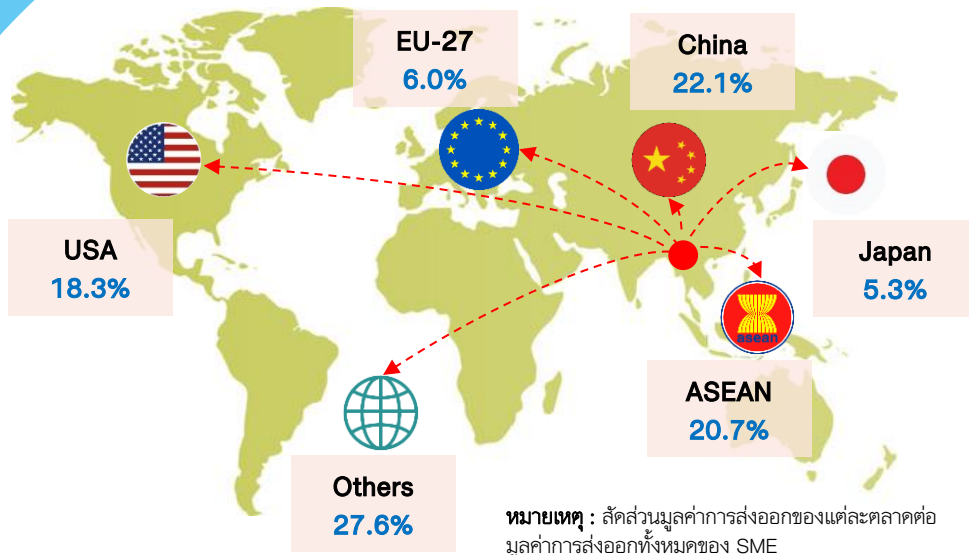 EU-27
6.0%
China
22.1%
USA
18.3%
Japan
5.3%
asean
ASEAN
20.7%
Others
27.6%
หมายเหตุ : สัดส่วนมูลค่าการส่งออกของแต่ละตลาดต่อ
มูลค่าการส่งออกทั้งหมดของ SME